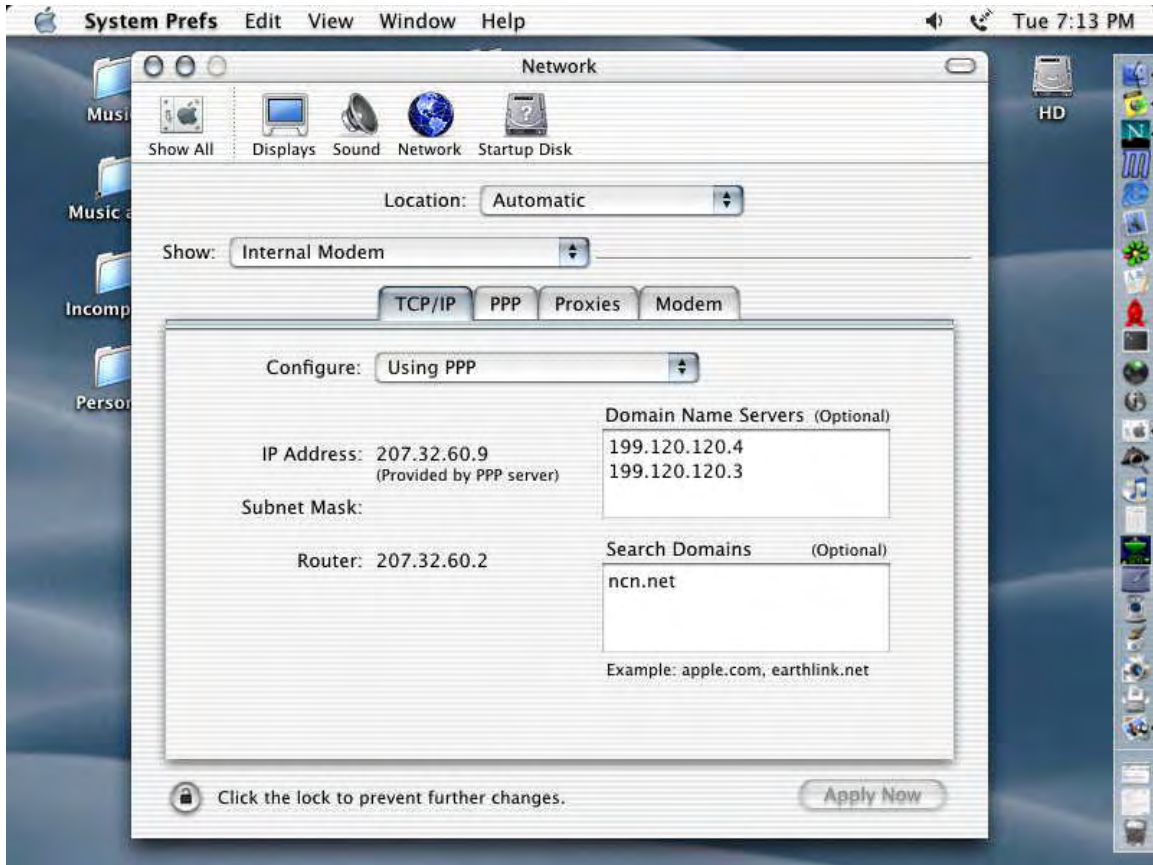 System Prefs Edit View Window Help Tue 7:13 PM
Network
Show All Displays Sound Network Startup Disk
Location: Automatic
Show: Internal Modem
TCP/IP PPP Proxies Modem
Configure: Using PPP
Domain Name Servers (Optional)
199.120.120.4
199.120.120.3
IP Address: 207.32.60.9
(Provided by PPP server)
Subnet Mask:
Router: 207.32.60.2
Search Domains (Optional)
ncn.net
Example: apple.com, earthlink.net
Click the lock to prevent further changes.
Apply Now
Musi
Music a
Incomp
Person
HD